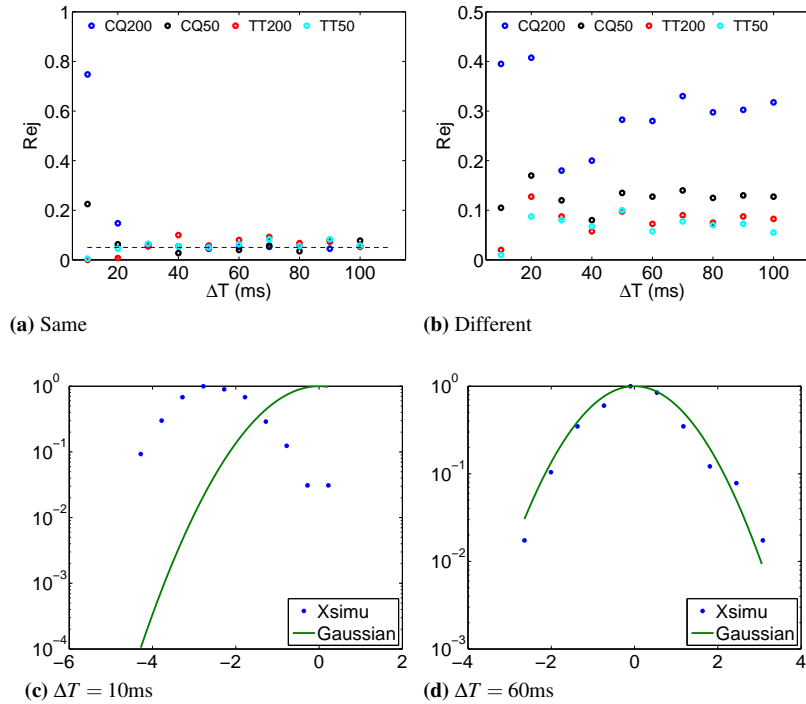 CQ200 CQ50 TT200 TT50
1
0.8
0.6
0.4
0.2
0
Rej
20 40 60 80 100
ΔT (ms)
(a) Same
CQ200 CQ50 TT200 TT50
0.5
0.4
0.3
0.2
0.1
0
Rej
20 40 60 80 100
ΔT (ms)
(b) Different
10^0
10^-1
10^-2
10^-3
10^-4
Xsimu
Gaussian
−6 −4 −2 0 2
(c) ΔT = 10ms
10^0
10^-1
10^-2
10^-3
Xsimu
Gaussian
−4 −2 0 2 4
(d) ΔT = 60ms